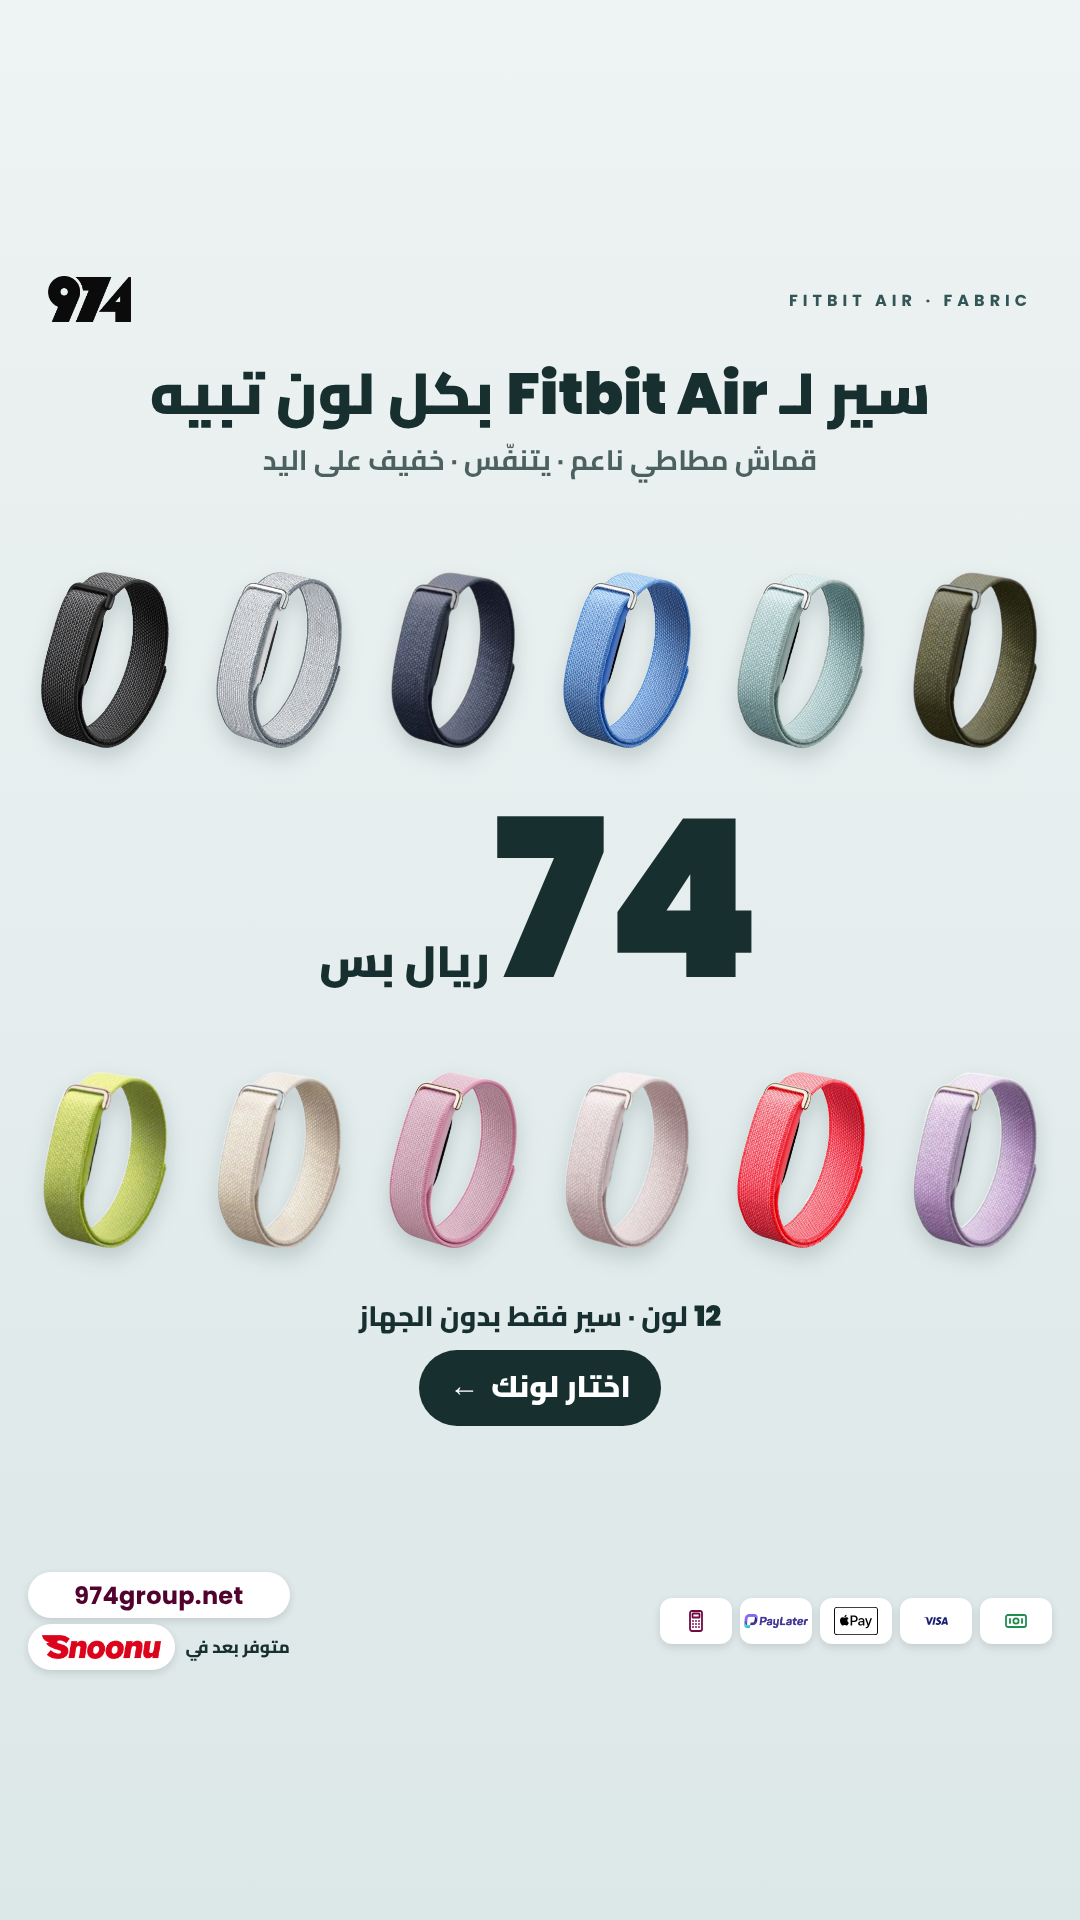 974
FITBIT AIR · FABRIC
سير لـ Fitbit Air بكل لون تبيه
قماش مطاطي ناعم · يتنفّس · خفيف على اليد
74 ريال بس
12 لون · سير فقط بدون الجهاز
اختار لونك ←
974group.net
متوفر بعد في Snoonu
PayLater
Pay
VISA